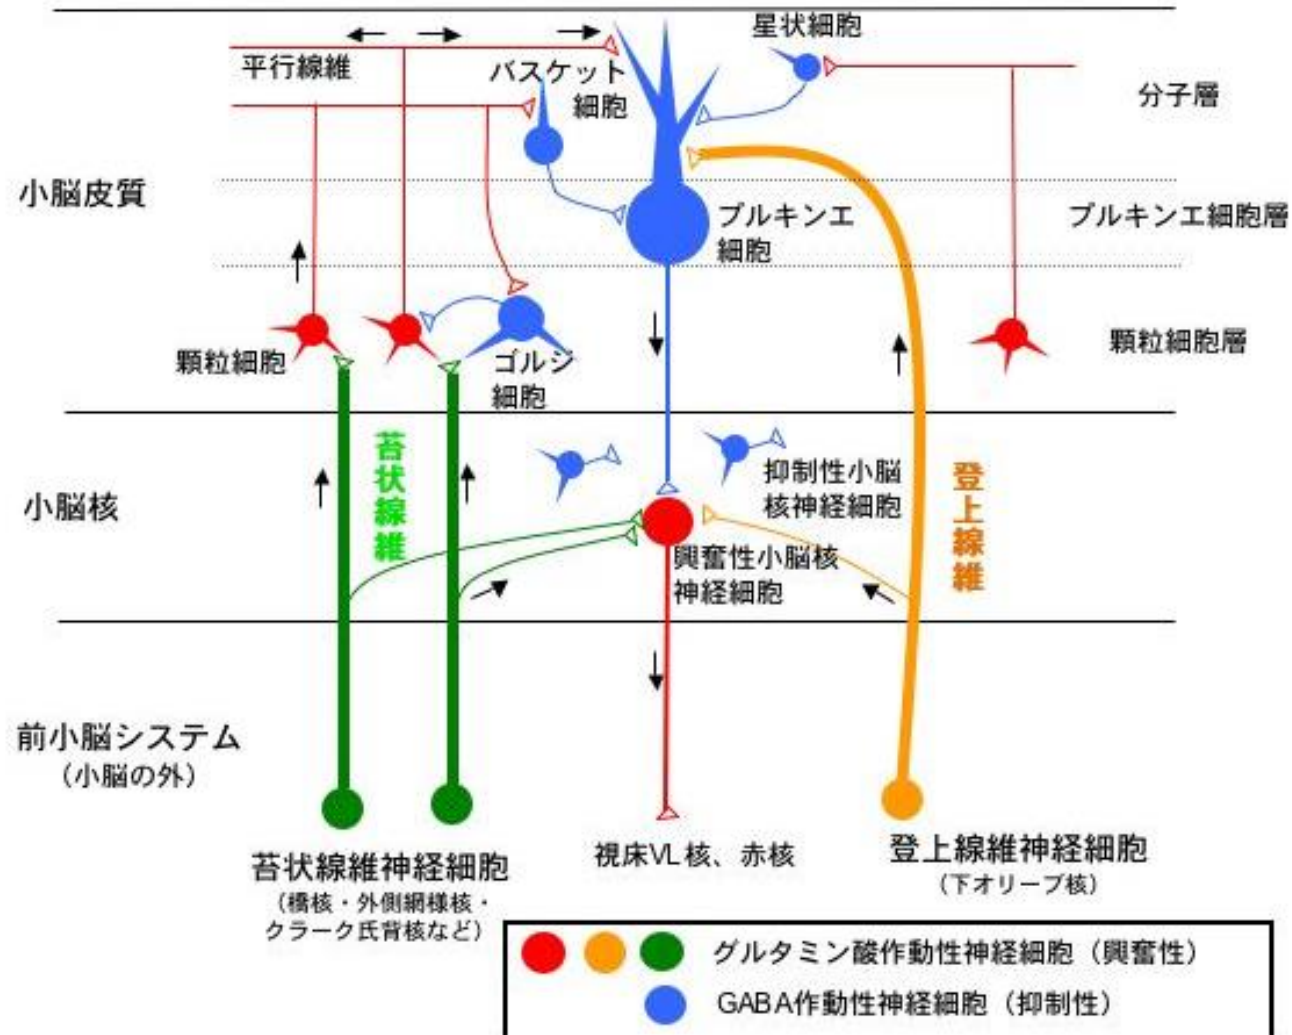 星状細胞
平行線維
バスケット
細胞
分子層
小脳皮質
プルキンエ
細胞
プルキンエ細胞層
顆粒細胞
ゴルジ
細胞
顆粒細胞層
苔状線維
小脳核
抑制性小脳
核神経細胞
登上線維
興奮性小脳核
神経細胞
前小脳システム
（小脳の外）
苔状線維神経細胞
（橋核・外側網様核・
クラーク氏背核など）
視床VL核、赤核
登上線維神経細胞
（下オリーブ核）
グルタミン酸作動性神経細胞（興奮性）
GABA作動性神経細胞（抑制性）